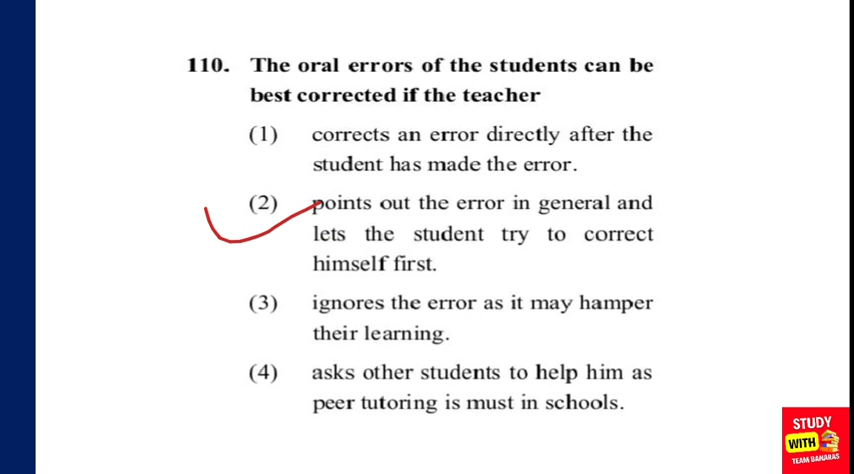 110. The oral errors of the students can be
best corrected if the teacher
(1) corrects an error directly after the
student has made the error.
(2) points out the error in general and
lets the student try to correct
himself first.
(3) ignores the error as it may hamper
their learning.
(4) asks other students to help him as
peer tutoring is must in schools.
STUDY
WITH
TEAM BANARAS